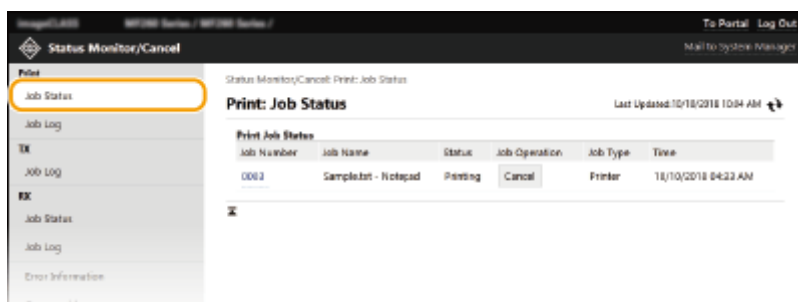 To Portal Log Out
Status Monitor/Cancel
Mail to System Manager
Print
Job Status
Job Log
TX
Job Log
RX
Job Status
Job Log
Error Information
Status Monitor/Cancel: Print: Job Status
Print: Job Status
Last Updated:10/10/2018 10:04 AM
Print Job Status
Job Number Job Name Status Job Operation Job Type Time
0083 Sample.txt - Notepad Printing Cancel Printer 10/10/2018 04:33 AM